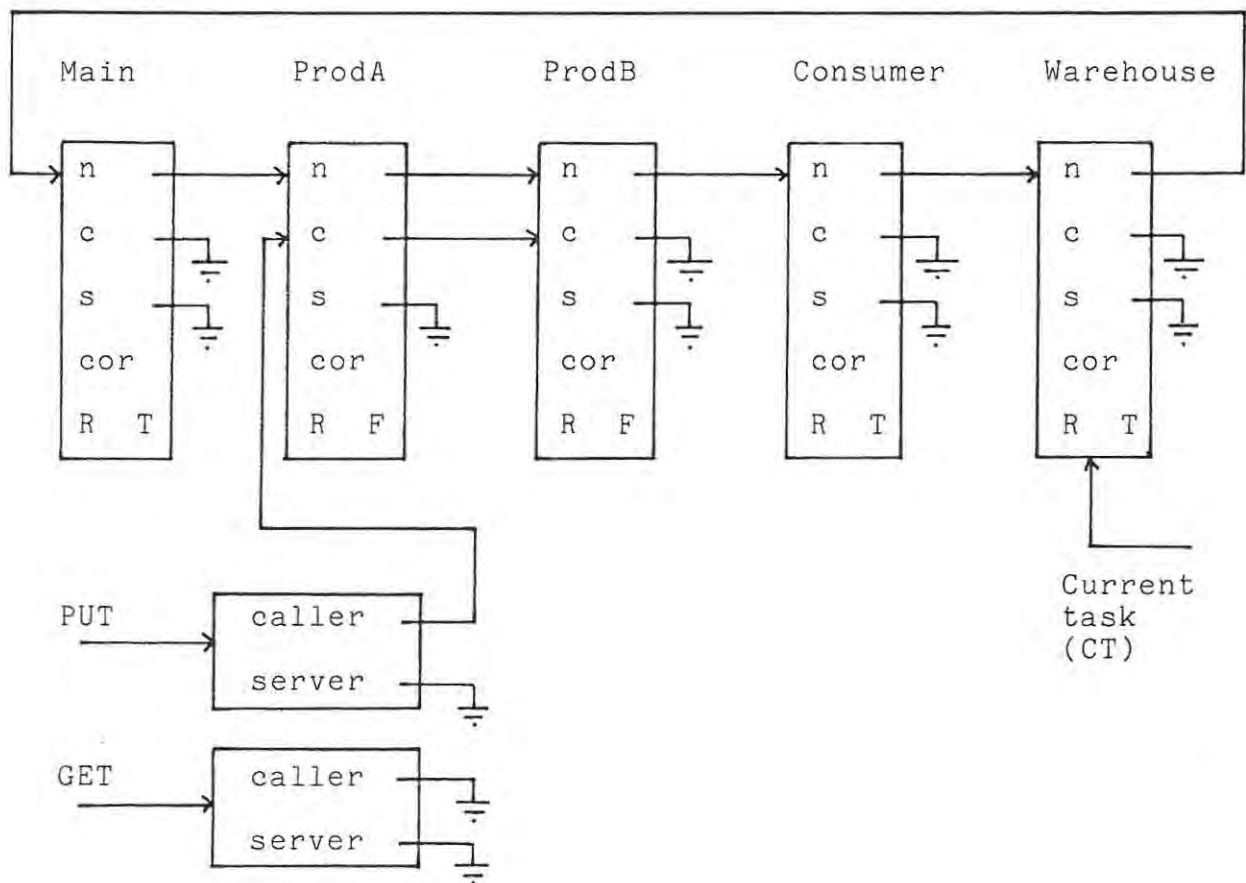 Main ProdA ProdB Consumer Warehouse
n n n n n
c c c c c
s s s s s
cor cor cor cor cor
R T R F R F R T R T
PUT caller
server
Current
task
(CT)
GET caller
server